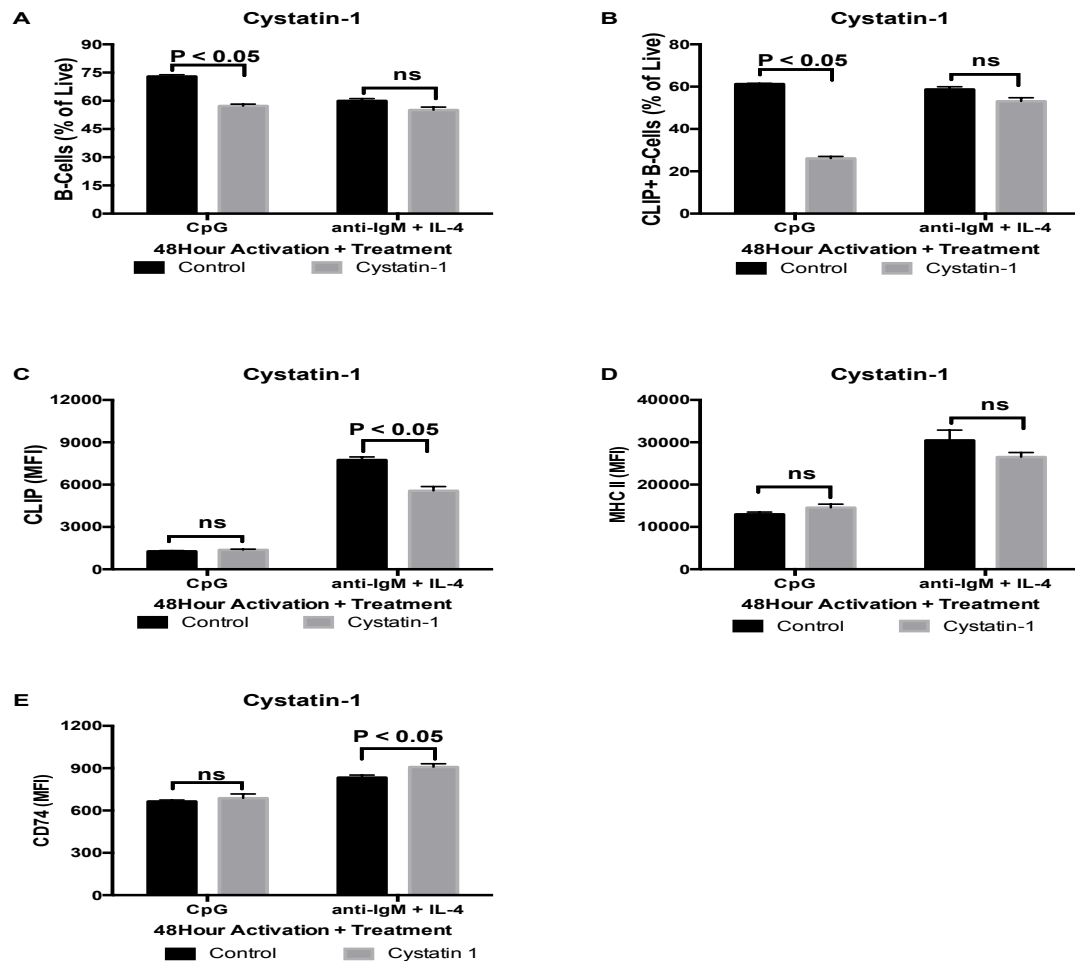 A
Cystatin-1
B-Cells (% of Live)
90
75
60
45
30
15
0
P < 0.05
ns
CpG
anti-IgM + IL-4
48Hour Activation + Treatment
Control
Cystatin-1
B
Cystatin-1
CLIP+ B-Cells (% of Live)
80
60
40
20
0
P < 0.05
ns
CpG
anti-IgM + IL-4
48Hour Activation + Treatment
Control
Cystatin-1
C
Cystatin-1
CLIP (MFI)
12000
9000
6000
3000
0
ns
P < 0.05
CpG
anti-IgM + IL-4
48Hour Activation + Treatment
Control
Cystatin-1
D
Cystatin-1
MHC II (MFI)
40000
30000
20000
10000
0
ns
ns
CpG
anti-IgM + IL-4
48Hour Activation + Treatment
Control
Cystatin-1
E
Cystatin-1
CD74 (MFI)
1200
900
600
300
0
ns
P < 0.05
CpG
anti-IgM + IL-4
48Hour Activation + Treatment
Control
Cystatin 1